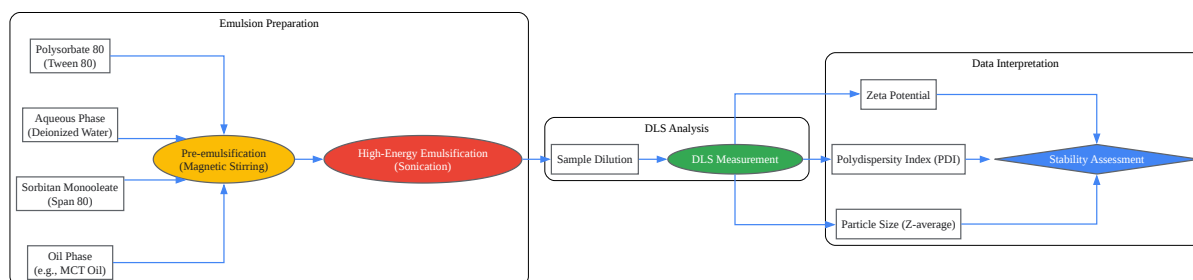 Emulsion Preparation
Polysorbate 80
(Tween 80)
Aqueous Phase
(Deionized Water)
Sorbitan Monooleate
(Span 80)
Oil Phase
(e.g., MCT Oil)
Pre-emulsification
(Magnetic Stirring)
High-Energy Emulsification
(Sonication)
DLS Analysis
Sample Dilution
DLS Measurement
Data Interpretation
Zeta Potential
Polydispersity Index (PDI)
Particle Size (Z-average)
Stability Assessment